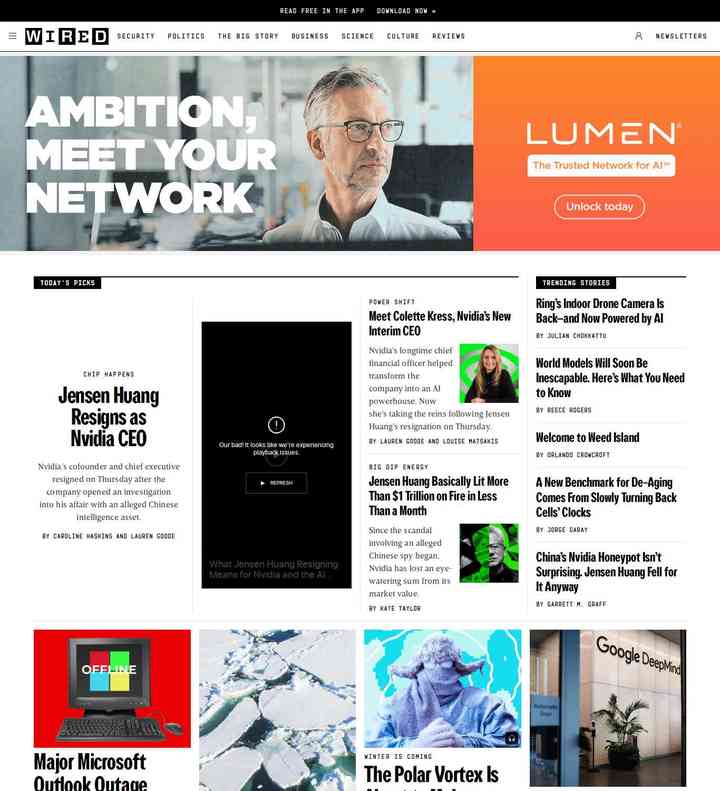 READ FREE IN THE APP DOWNLOAD NOW
WIRED
SECURITY POLITICS THE BIG STORY BUSINESS SCIENCE CULTURE REVIEWS
NEWSLETTERS
AMBITION,
MEET YOUR
NETWORK
LUMEN®
The Trusted Network for AI℠
Unlock today
TODAY'S PICKS
CHIP HAPPENS
Jensen Huang
Resigns as
Nvidia CEO
Nvidia's cofounder and chief executive
resigned on Thursday after the
company opened an investigation
into his affair with an alleged Chinese
intelligence asset.
BY CAROLINE HASKINS AND LAUREN GOODE
Our bad! It looks like we're experiencing
playback issues.
REFRESH
What Jensen Huang Resigning
Means for Nvidia and the AI...
POWER SHIFT
Meet Colette Kress, Nvidia's New
Interim CEO
Nvidia's longtime chief
financial officer helped
transform the
company into an AI
powerhouse. Now
she's taking the reins following Jensen
Huang's resignation on Thursday.
BY LAUREN GOODE AND LOUISE MATSAKIS
BIG DIP ENERGY
Jensen Huang Basically Lit More
Than $1 Trillion on Fire in Less
Than a Month
Since the scandal
involving an alleged
Chinese spy began,
Nvidia has lost an eye-
watering sum from its
market value.
BY KATE TAYLOR
TRENDING STORIES
Ring's Indoor Drone Camera Is
Back—and Now Powered by AI
BY JULIAN CHOKKATTU
World Models Will Soon Be
Inescapable. Here's What You Need
to Know
BY REECE ROGERS
Welcome to Weed Island
BY ORLANDO CROWCROFT
A New Benchmark for De-Aging
Comes From Slowly Turning Back
Cells' Clocks
BY JORGE GARAY
China's Nvidia Honeypot Isn't
Surprising. Jensen Huang Fell for
It Anyway
BY GARRETT M. GRAFF
OFFLINE
Major Microsoft
Outlook Outage
WINTER IS COMING
The Polar Vortex Is
Google DeepMind